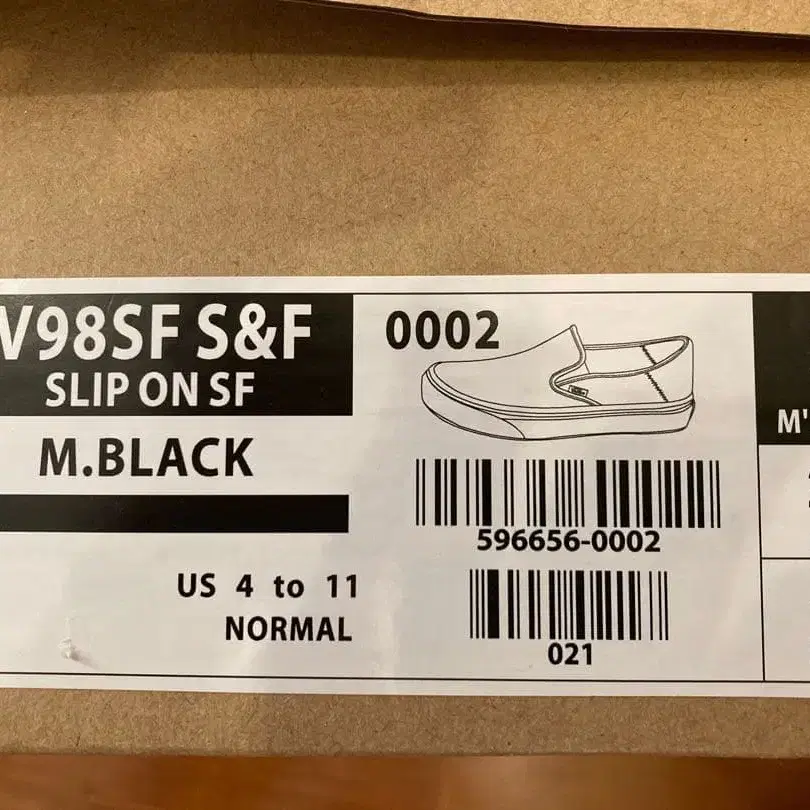 V98SF S&F
SLIP ON SF
M.BLACK
US 4 to 11
NORMAL
0002
596656-0002
021
M'